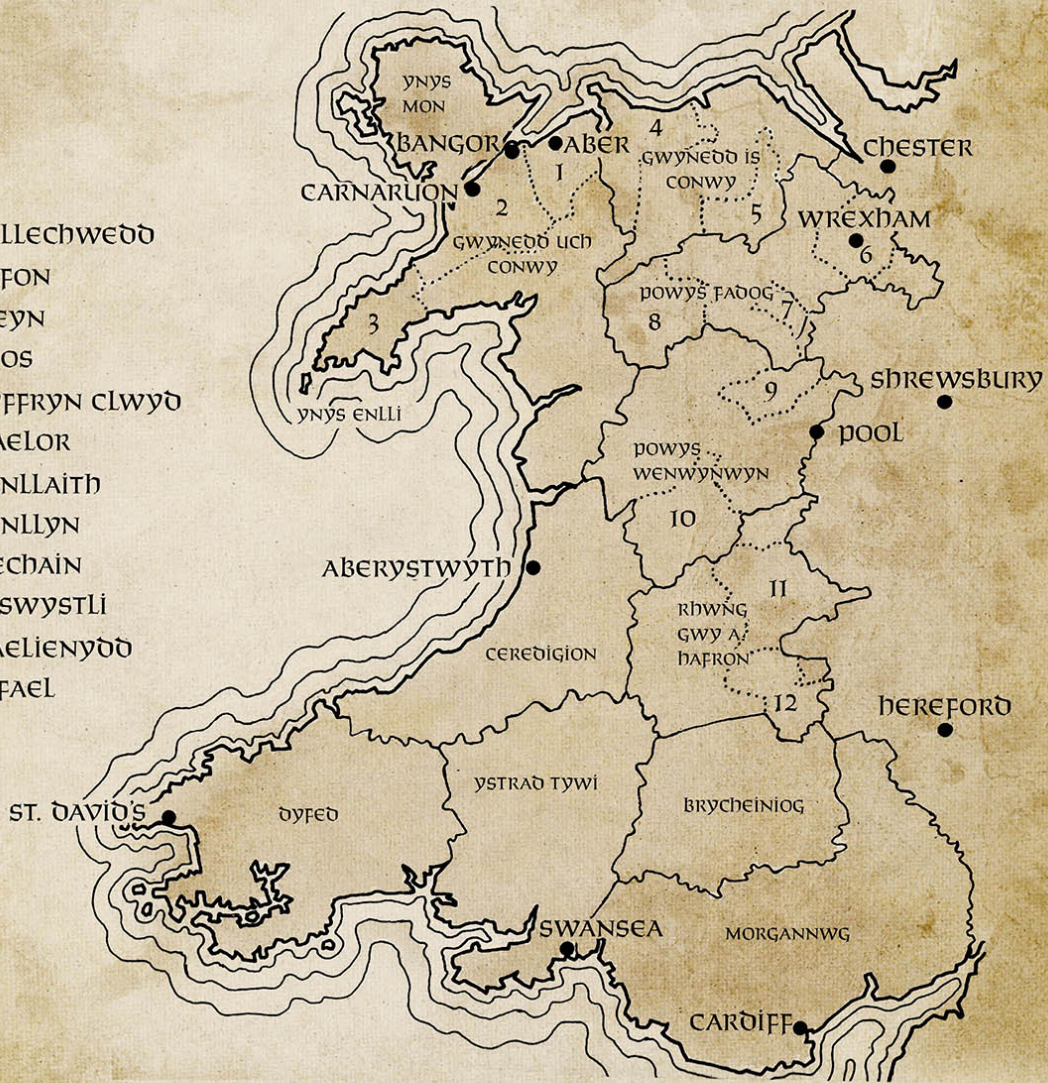 YNYS
MON
BANGOR
ABER
4
GWYNEDD IS
CONWY
CHESTER
1
CARNARUON
2
5
WREXHAM
6
LLECHWEDD
FON
EYN
OS
FFRYN CLWYD
AELOR
NLLAITH
NLLYN
ECHAIN
SWYSTLI
AELIENYDD
FAEL
GWYNEDD UCH
CONWY
3
POWYS FADOG
7
8
YNYS ENLLI
9
SHREWSBURY
POOL
POWYS
WENWYNWYN
10
ABERYSTWYTH
11
RHWNG
GWY A
HAFRON
CEREDIGION
12
HEREFORD
ST. DAVID'S
DYFED
YSTRAD TYWI
BRYCHEINIOG
SWANSEA
MORGANNWG
CARDIFF